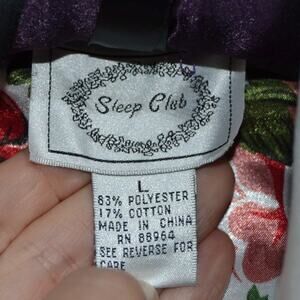 Sleep Club
L
83% POLYESTER
17% COTTON
MADE IN CHINA
RN 88964
SEE REVERSE FOR
CARE